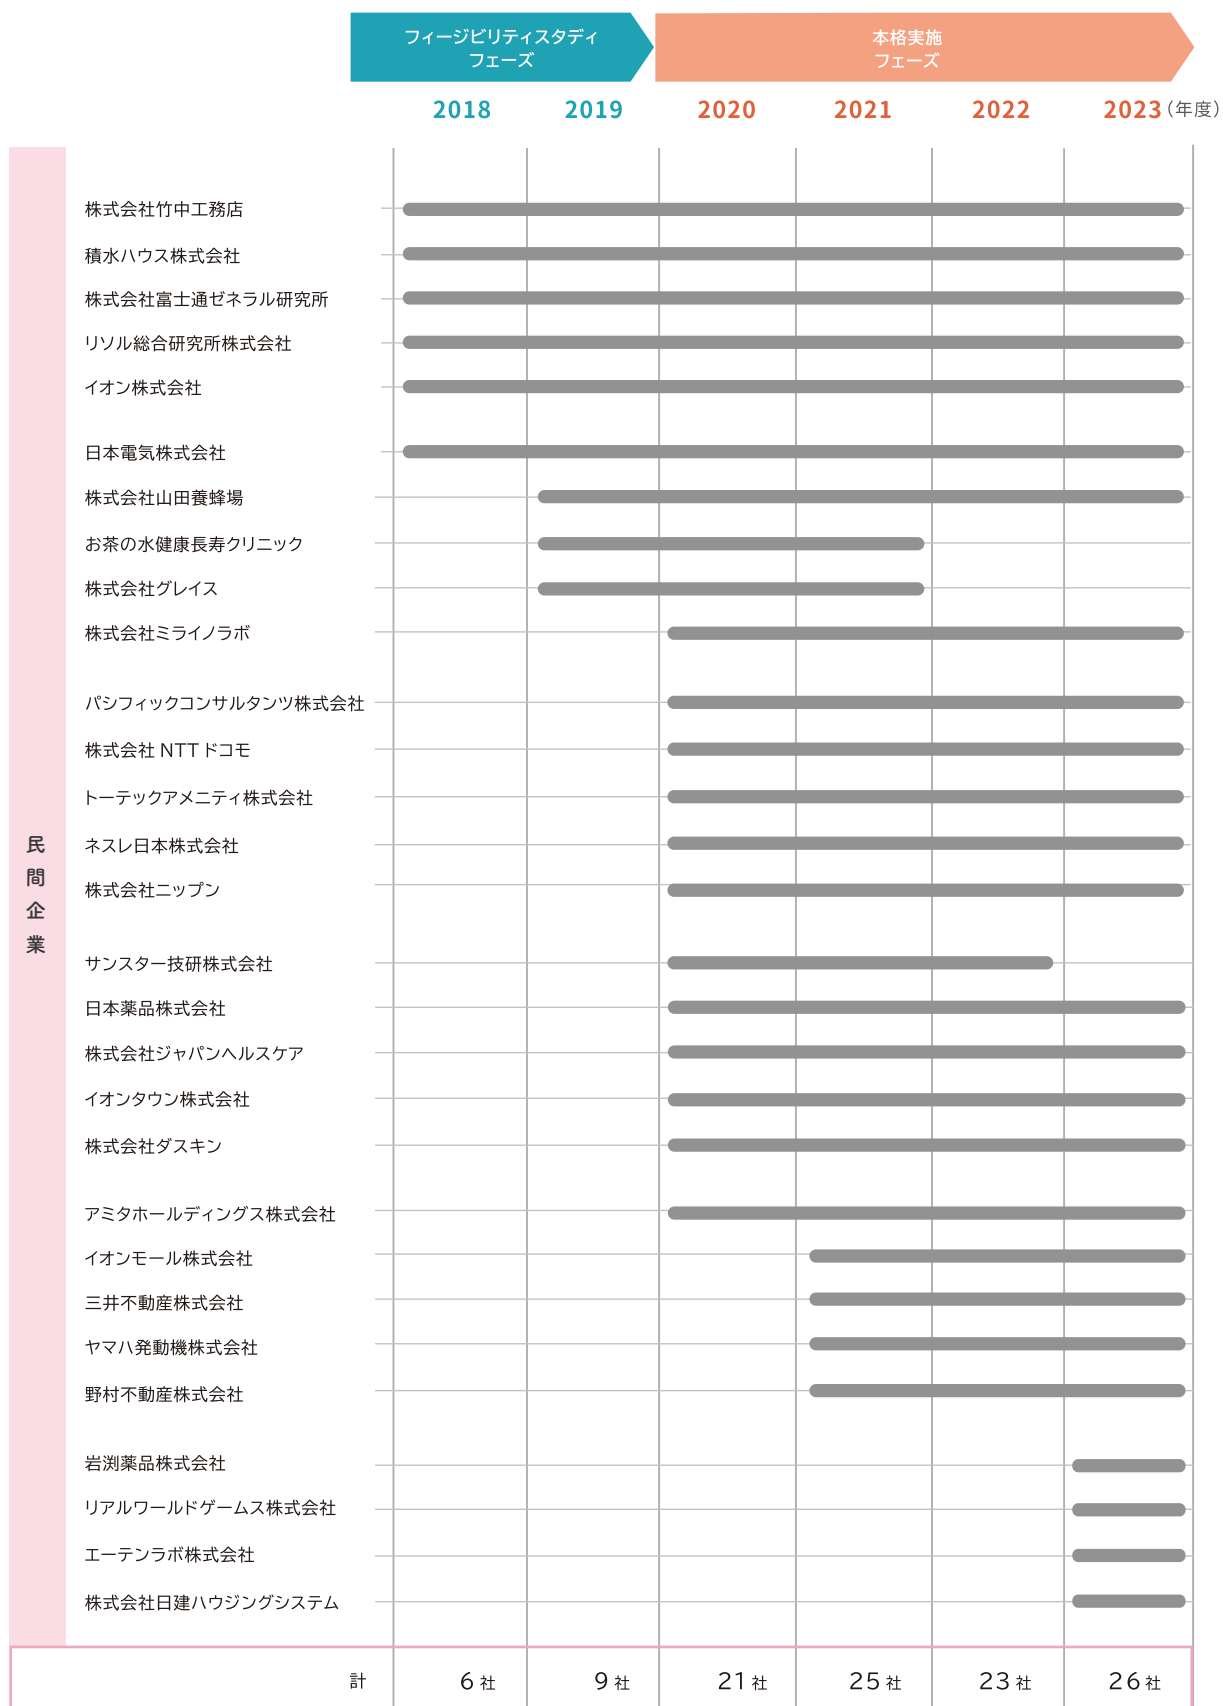 フィージビリティスタディ
フェーズ
本格実施
フェーズ
2018 2019 2020 2021 2022 2023（年度）
株式会社竹中工務店
積水ハウス株式会社
株式会社富士通ゼネラル研究所
リソル総合研究所株式会社
イオン株式会社
日本電気株式会社
株式会社山田養蜂場
お茶の水健康長寿クリニック
株式会社グレイス
株式会社ミライノラボ
パシフィックコンサルタンツ株式会社
株式会社 NTT ドコモ
トーテックアメニティ株式会社
ネスレ日本株式会社
株式会社ニップン
民間企業
サンスター技研株式会社
日本薬品株式会社
株式会社ジャパンヘルスケア
イオンタウン株式会社
株式会社ダスキン
アミタホールディングス株式会社
イオンモール株式会社
三井不動産株式会社
ヤマハ発動機株式会社
野村不動産株式会社
岩渕薬品株式会社
リアルワールドゲームス株式会社
エーテンラボ株式会社
株式会社日建ハウジングシステム
計 6 社 9 社 21 社 25 社 23 社 26 社